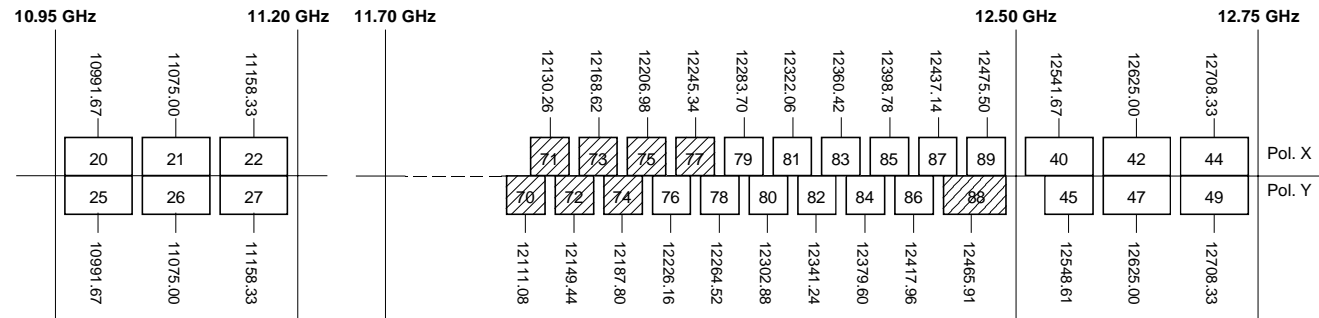 10.95 GHz 11.20 GHz 11.70 GHz 12.50 GHz 12.75 GHz
10991.67 11075.00 11158.33 12130.26 12168.62 12206.98 12245.34 12283.70 12322.06 12360.42 12398.78 12437.14 12475.50 12541.67 12625.00 12708.33
20 21 22 71 73 75 77 79 81 83 85 87 89 40 42 44 Pol. X
25 26 27 70 72 74 76 78 80 82 84 86 88 45 47 49 Pol. Y
10991.67 11075.00 11158.33 12111.08 12149.44 12187.80 12226.16 12264.52 12302.88 12341.24 12379.60 12417.96 12465.91 12548.61 12625.00 12708.33